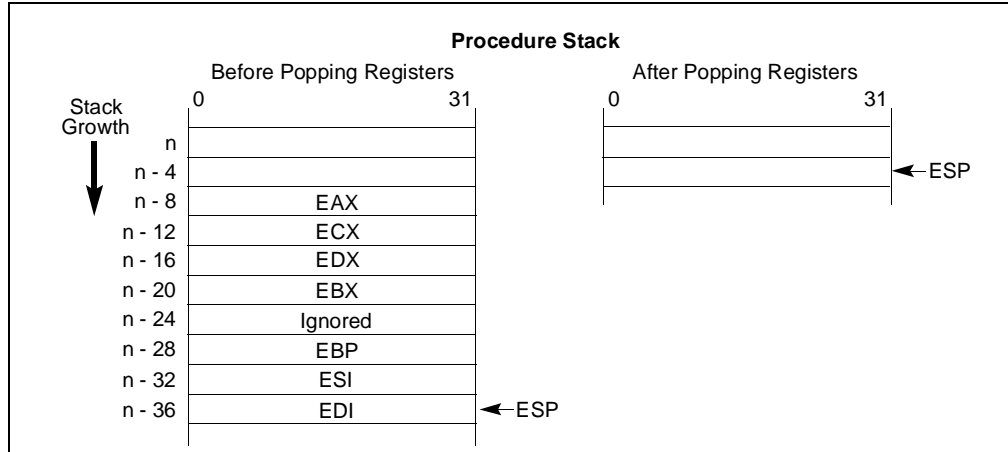 Procedure Stack
Before Popping Registers
After Popping Registers
0 31
0 31
Stack
Growth
n
n - 4
ESP
n - 8 EAX
n - 12 ECX
n - 16 EDX
n - 20 EBX
n - 24 Ignored
n - 28 EBP
n - 32 ESI
n - 36 EDI ESP